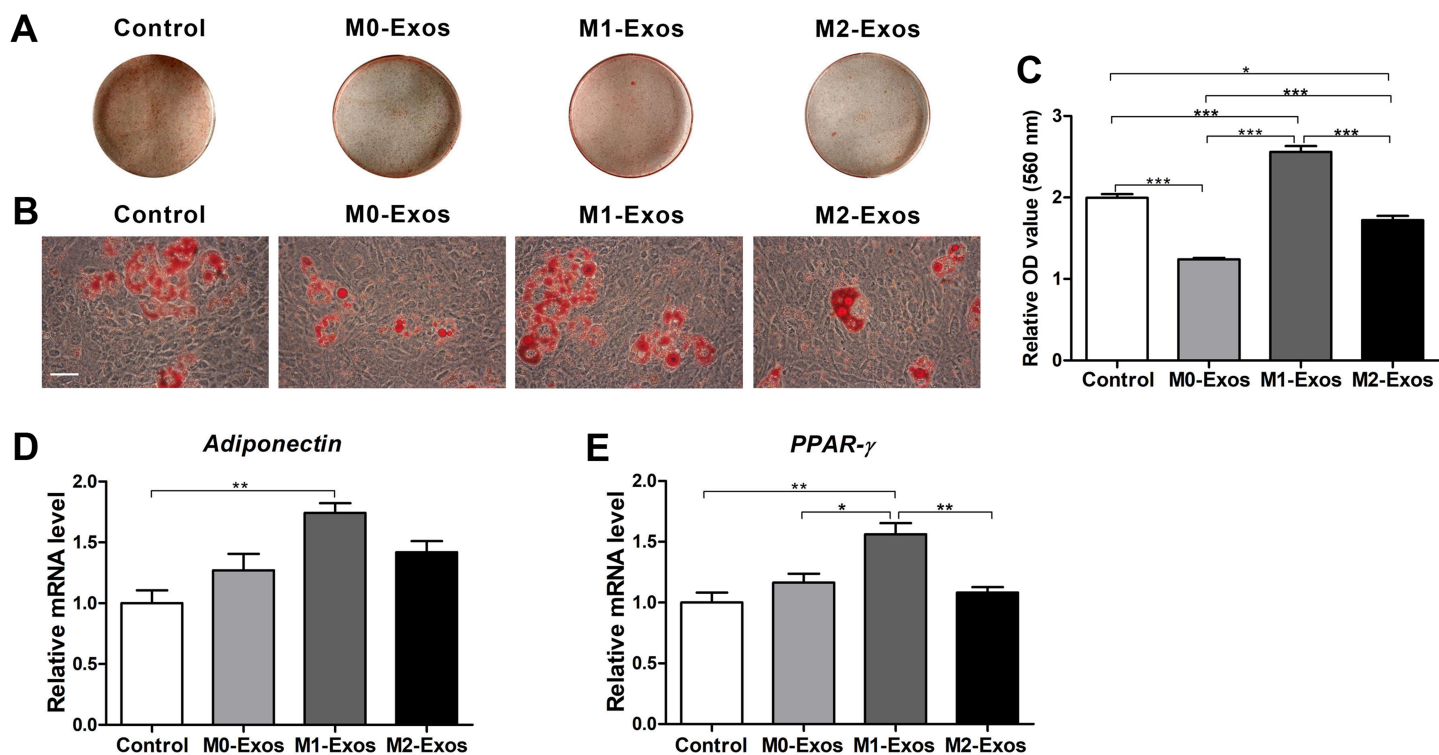 A
Control M0-Exos M1-Exos M2-Exos
B
Control M0-Exos M1-Exos M2-Exos
C
Relative OD value (560 nm)
3
2
1
0
*
***
***
*** ***
***
Control M0-Exos M1-Exos M2-Exos
D
Adiponectin
Relative mRNA level
2.0
1.5
1.0
0.5
0.0
**
Control M0-Exos M1-Exos M2-Exos
E
PPAR-γ
Relative mRNA level
2.0
1.5
1.0
0.5
0.0
**
* **
Control M0-Exos M1-Exos M2-Exos